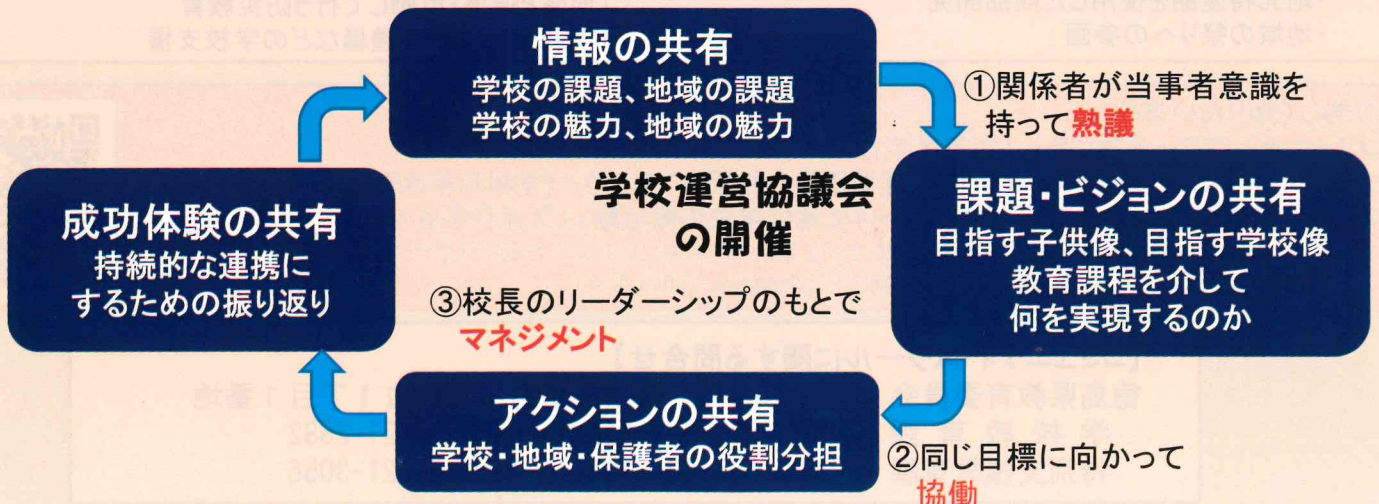 情報の共有
学校の課題、地域の課題
学校の魅力、地域の魅力
①関係者が当事者意識を
持って熟議
課題・ビジョンの共有
目指す子供像、目指す学校像
教育課程を介して
何を実現するのか
②同じ目標に向かって
協働
アクションの共有
学校・地域・保護者の役割分担
③校長のリーダーシップのもとで
マネジメント
成功体験の共有
持続的な連携に
するための振り返り
学校運営協議会
の開催